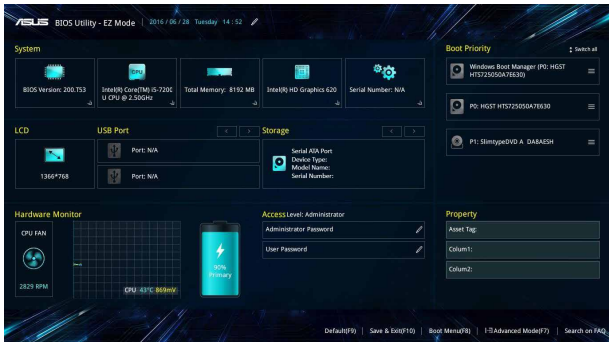 ASUS BIOS Utility - EZ Mode | 2016 / 06 / 28 Tuesday 14 : 52
System
BIOS Version: 200.T53
CPU
Intel(R) Core(TM) i5-7200
U CPU @ 2.50GHz
Total Memory: 8192 MB
Intel(R) HD Graphics 620
Serial Number: N/A
Boot Priority
Switch all
Windows Boot Manager (P0: HGST
HTS725050A7E630)
P0: HGST HTS725050A7E630
P1: SlimtypeDVD A DA8AESH
LCD
1366*768
USB Port
Port: N/A
Port: N/A
Storage
Serial ATA Port
Device Type:
Model Name:
Serial Number:
Hardware Monitor
CPU FAN
2829 RPM
CPU 43°C 869mV
90%
Primary
Access Level: Administrator
Administrator Password
User Password
Property
Asset Tag:
Colum1:
Colum2:
Default(F9) | Save & Exit(F10) | Boot Menu(F8) | Advanced Mode(F7) | Search on FAQ